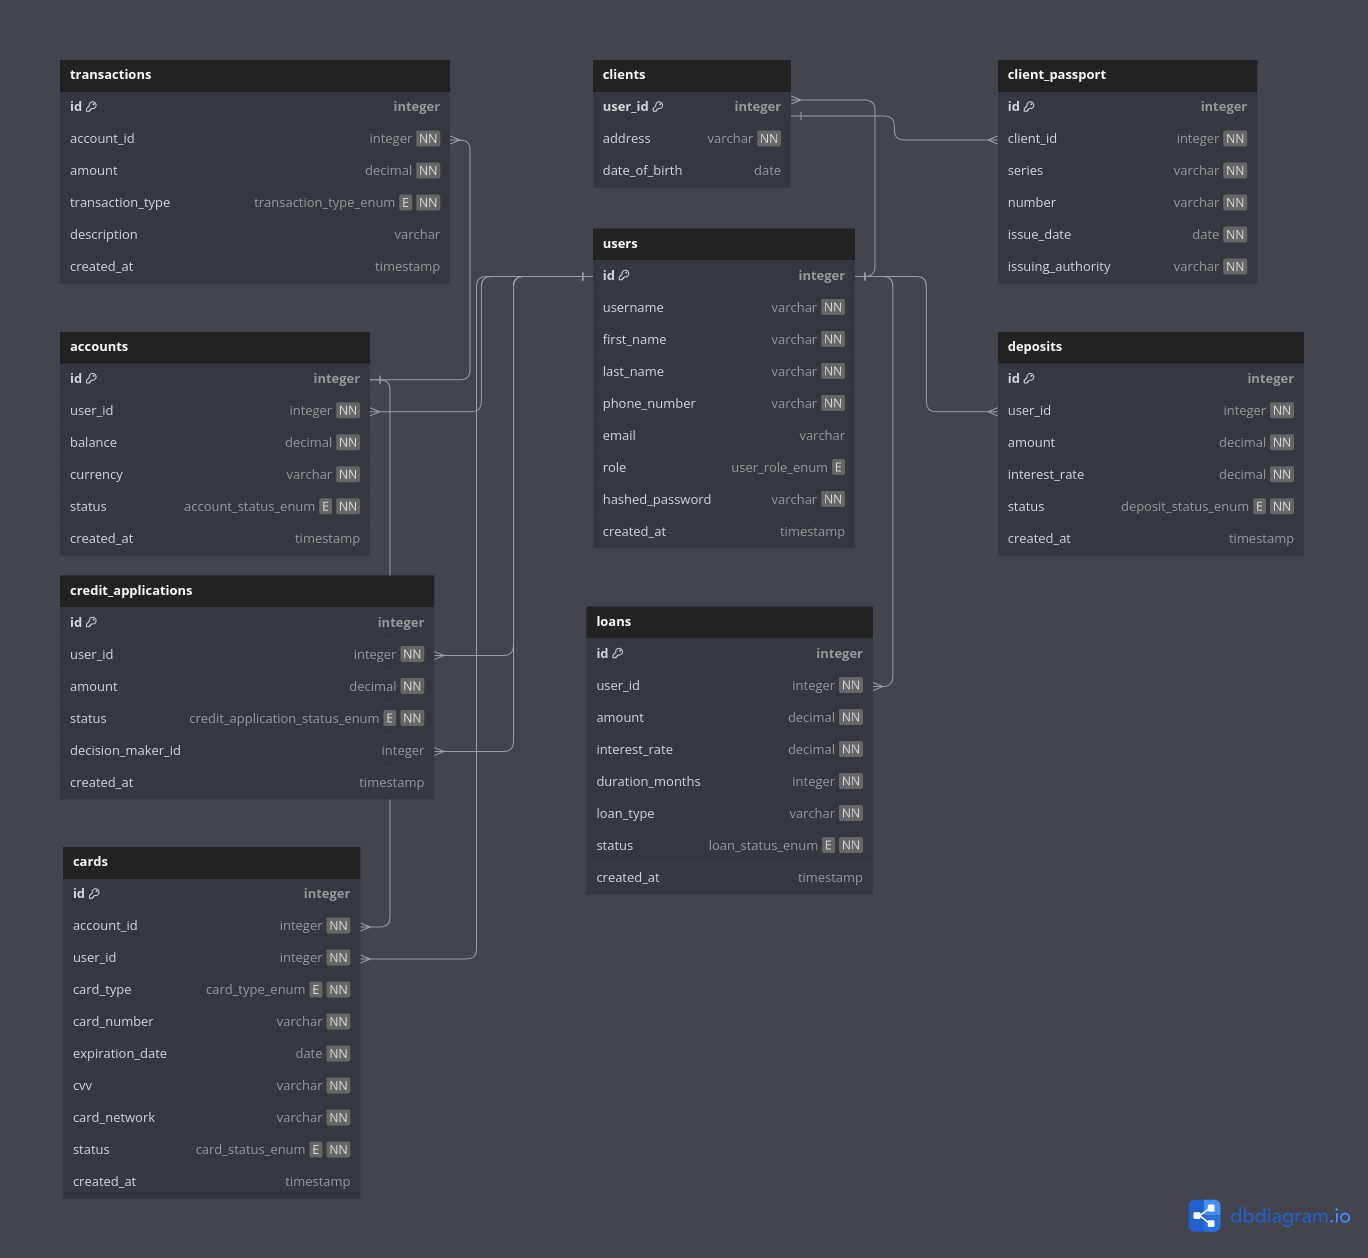 transactions
id integer
account_id integer NN
amount decimal NN
transaction_type transaction_type_enum E NN
description varchar
created_at timestamp
clients
user_id integer
address varchar NN
date_of_birth date
client_passport
id integer
client_id integer NN
series varchar NN
number varchar NN
issue_date date NN
issuing_authority varchar NN
users
id integer
username varchar NN
first_name varchar NN
last_name varchar NN
phone_number varchar NN
email varchar
role user_role_enum E
hashed_password varchar NN
created_at timestamp
accounts
id integer
user_id integer NN
balance decimal NN
currency varchar NN
status account_status_enum E NN
created_at timestamp
deposits
id integer
user_id integer NN
amount decimal NN
interest_rate decimal NN
status deposit_status_enum E NN
created_at timestamp
credit_applications
id integer
user_id integer NN
amount decimal NN
status credit_application_status_enum E NN
decision_maker_id integer
created_at timestamp
loans
id integer
user_id integer NN
amount decimal NN
interest_rate decimal NN
duration_months integer NN
loan_type varchar NN
status loan_status_enum E NN
created_at timestamp
cards
id integer
account_id integer NN
user_id integer NN
card_type card_type_enum E NN
card_number varchar NN
expiration_date date NN
cvv varchar NN
card_network varchar NN
status card_status_enum E NN
created_at timestamp
dbdiagram.io